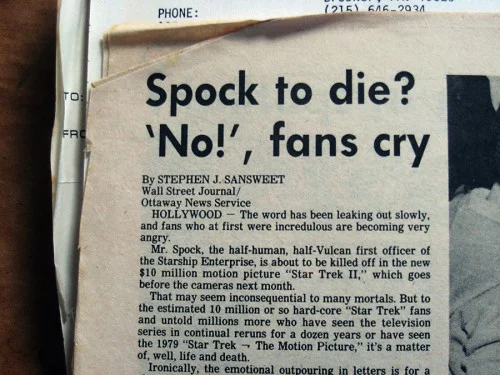 PHONE:
(215) 646-2934
TO:
Spock to die?
'No!', fans cry
By STEPHEN J. SANSWEET
Wall Street Journal/
Ottaway News Service
HOLLYWOOD — The word has been leaking out slowly,
and fans who at first were incredulous are becoming very
angry.
Mr. Spock, the half-human, half-Vulcan first officer of
the Starship Enterprise, is about to be killed off in the new
$10 million motion picture "Star Trek II," which goes
before the cameras next month.
That may seem inconsequential to many mortals. But to
the estimated 10 million or so hard-core "Star Trek" fans
and untold millions more who have seen the television
series in continual reruns for a dozen years or have seen
the 1979 "Star Trek — The Motion Picture," it's a matter
of, well, life and death.
Ironically, the emotional outpouring in letters is for a